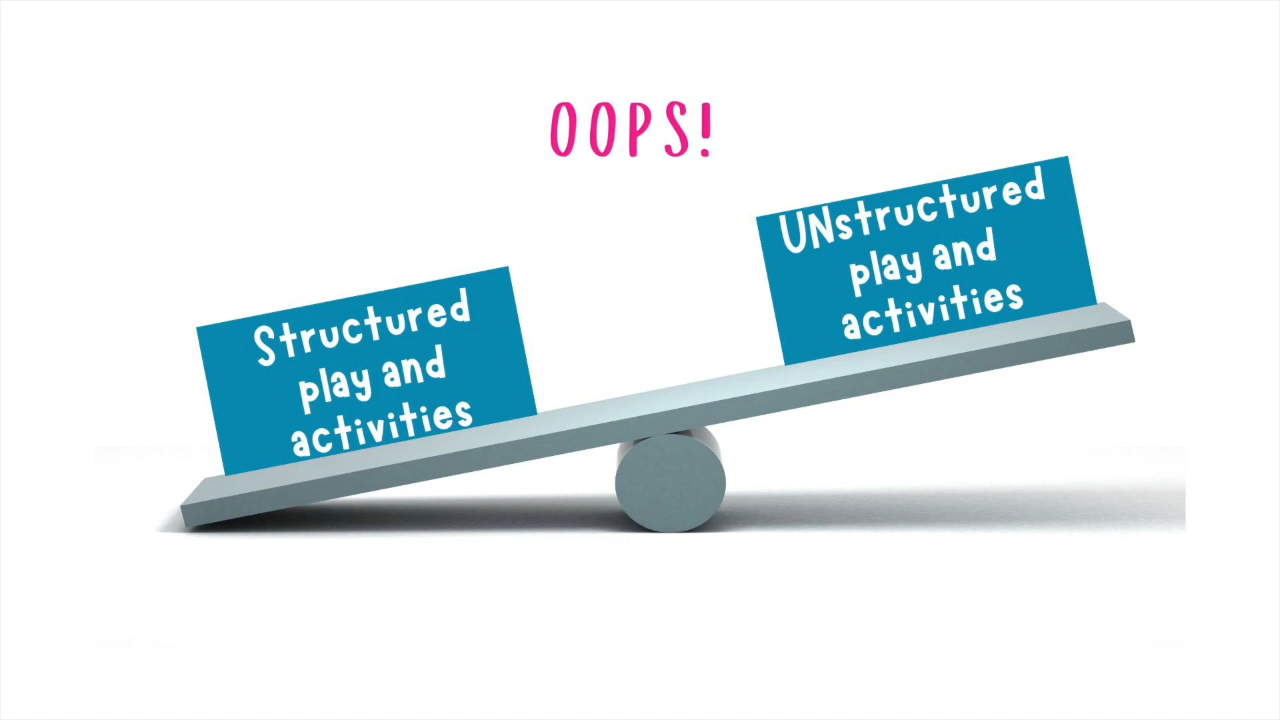 OOPS!
Structured
play and
activities
UNstructured
play and
activities